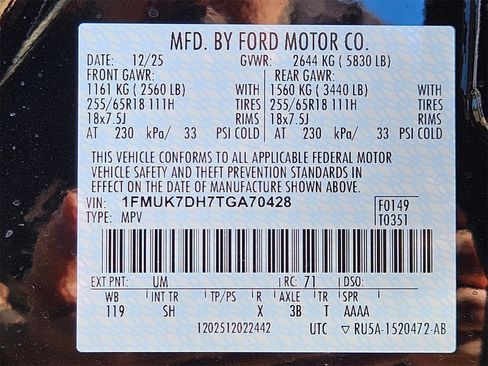 MFD. BY FORD MOTOR CO.
DATE: 12/25 GVWR: 2644 KG ( 5830 LB)
FRONT GAWR: REAR GAWR:
1161 KG ( 2560 LB) WITH 1560 KG ( 3440 LB) WITH
255/65R18 111H TIRES 255/65R18 111H TIRES
18x7.5J RIMS 18x7.5J RIMS
AT 230 kPa/ 33 PSI COLD AT 230 kPa/ 33 PSI COLD
THIS VEHICLE CONFORMS TO ALL APPLICABLE FEDERAL MOTOR
VEHICLE SAFETY AND THEFT PREVENTION STANDARDS IN
EFFECT ON THE DATE OF MANUFACTURE SHOWN ABOVE.
VIN: 1FMUK7DH7TGA70428 F0149
TYPE: MPV T0351
EXT PNT: UM RC: 71 DSO:
WB INT TR TP/PS R AXLE TR SPR
119 SH X 3B T AAAA
1202512022442 UTC ▽ RU5A-1520472-AB